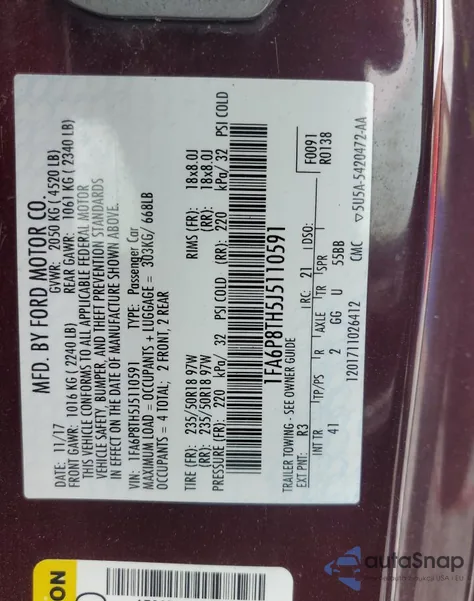 MFD. BY FORD MOTOR CO.
DATE: 11/17 GVWR: 2050 KG (4520 LB)
FRONT GAWR: 1016 KG (2240 LB) REAR GAWR: 1061 KG (2340 LB)
THIS VEHICLE CONFORMS TO ALL APPLICABLE FEDERAL MOTOR
VEHICLE SAFETY, BUMPER, AND THEFT PREVENTION STANDARDS
IN EFFECT ON THE DATE OF MANUFACTURE SHOWN ABOVE.
VIN: 1FA6P8TH5J5110591 TYPE: Passenger Car
MAXIMUM LOAD = OCCUPANTS + LUGGAGE = 303KG/ 668LB
OCCUPANTS = 4 TOTAL; 2 FRONT, 2 REAR
TIRE (FR): 235/50R18 97W RIMS (FR): 18x8.0J
(RR): 235/50R18 97W (RR): 18x8.0J
PRESSURE (FR): 220 kPa/ 32 PSI COLD (RR): 220 kPa/ 32 PSI COLD
1FA6P8TH5J5110591
TRAILER TOWING - SEE OWNER GUIDE F0091
R0138
EXT PNT: R3 RC: 21 DSO:
INT TR TP/PS R AXLE TR SPR
41 2 GG U 55BB
1201711026412 CMC ▽5U5A-5420472-AA
ION
autoSnap